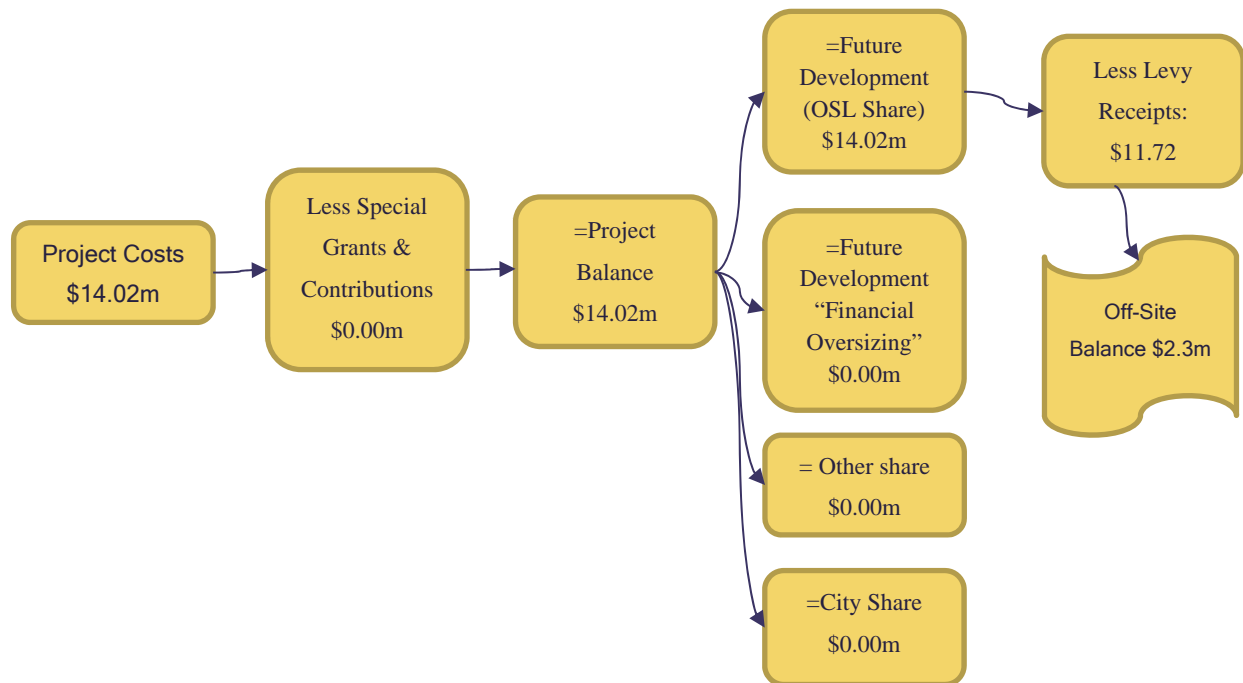 Project Costs
$14.02m
Less Special
Grants &
Contributions
$0.00m
=Project
Balance
$14.02m
=Future
Development
(OSL Share)
$14.02m
=Future
Development
“Financial
Oversizing”
$0.00m
= Other share
$0.00m
=City Share
$0.00m
Less Levy
Receipts:
$11.72
Off-Site
Balance $2.3m